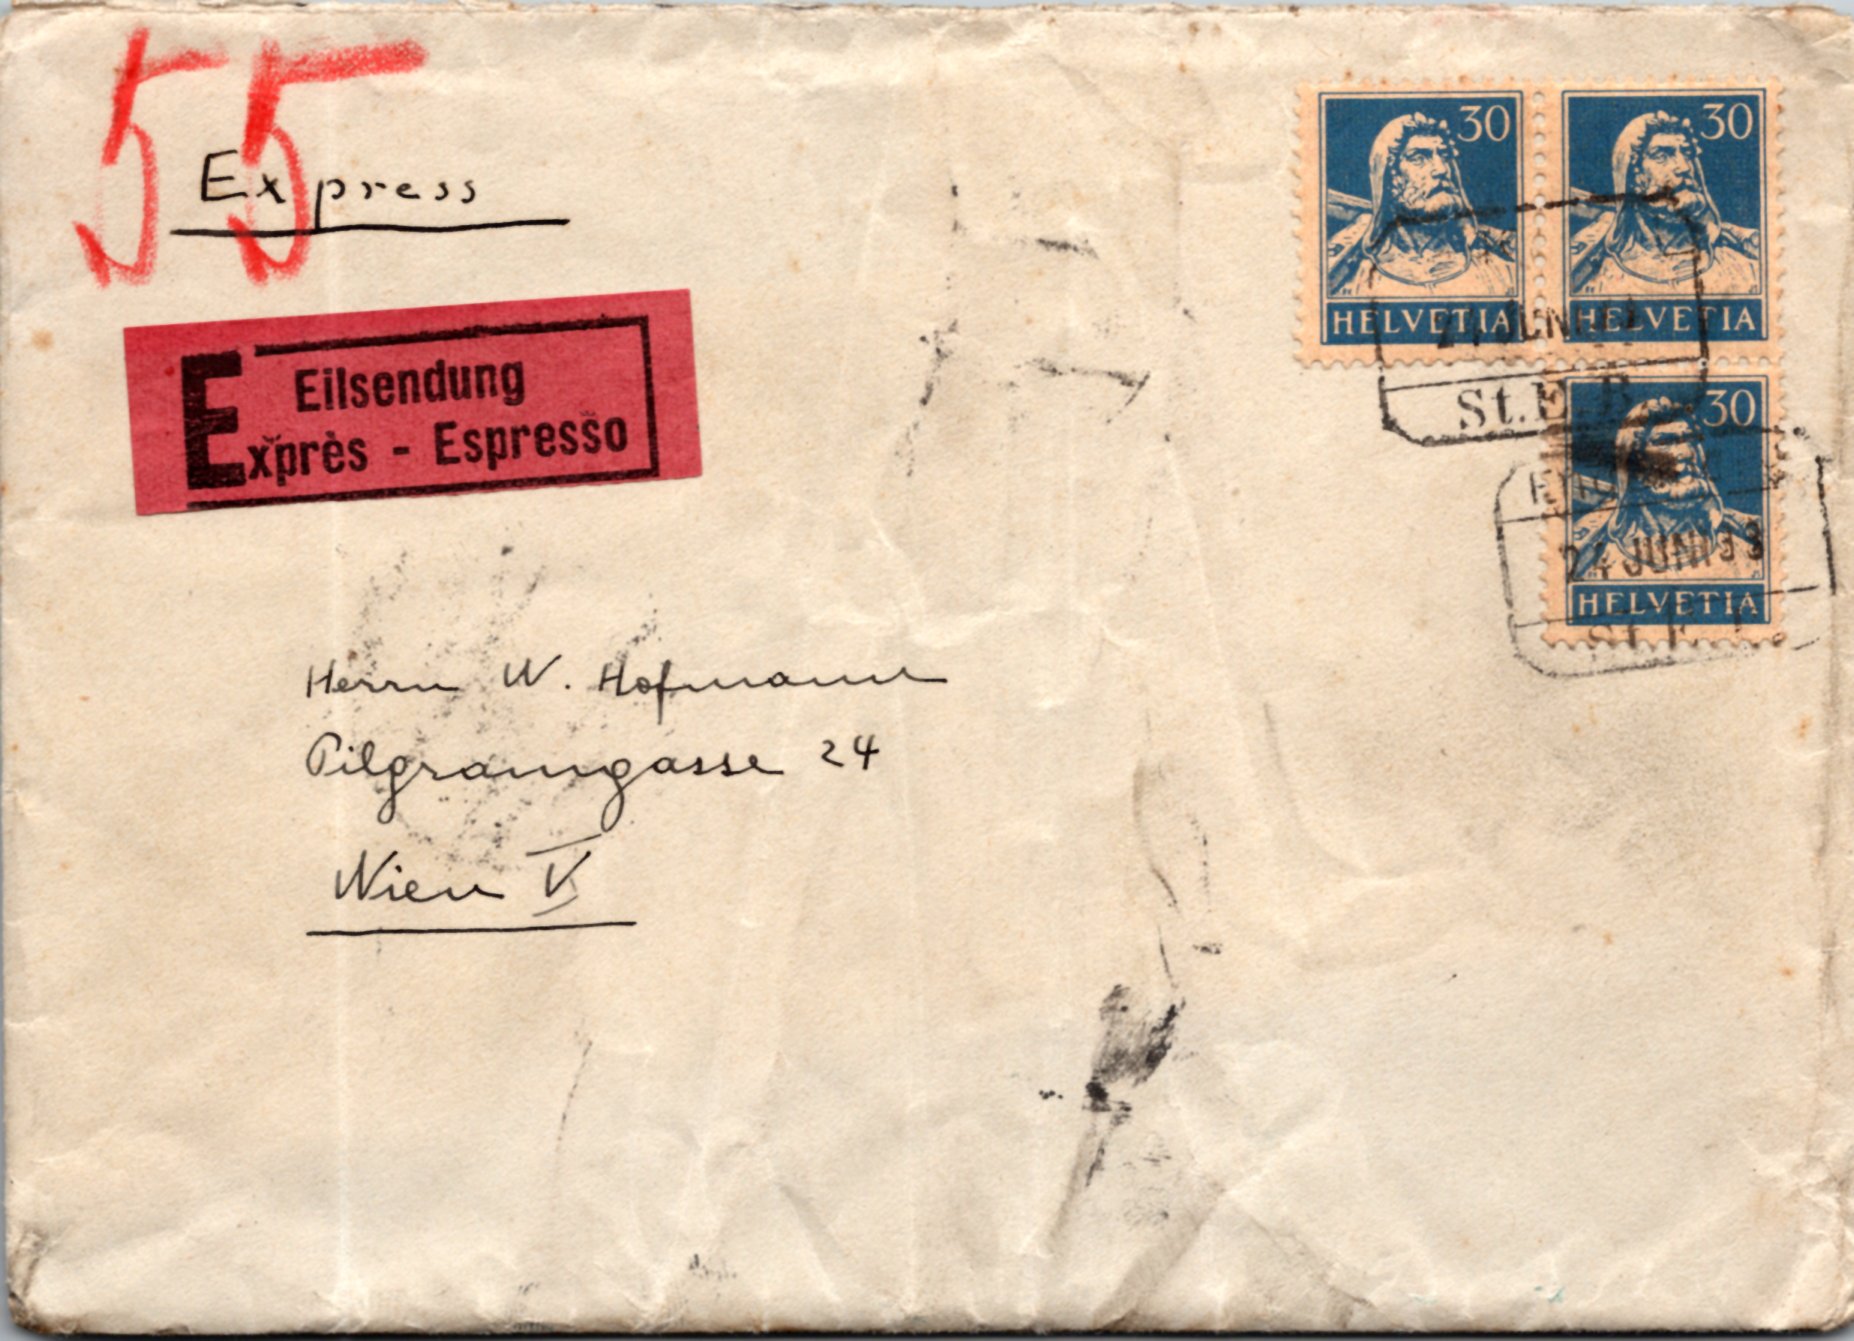 55
Express
E Eilsendung
Exprès - Espresso
30
30
HELVETIA
HELVETIA
St.E.B.
30
24 JUNI 33
HELVETIA
Herrn W. Hofmann
Pilgramgasse 24
Wien V